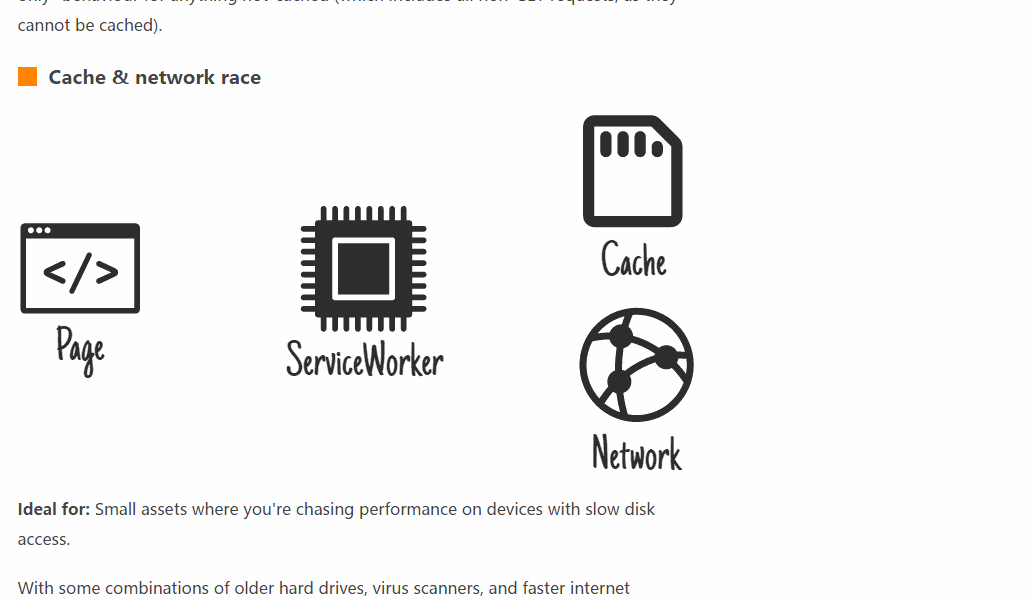 cannot be cached).
Cache & network race
</>
Page
ServiceWorker
Cache
Network
Ideal for: Small assets where you're chasing performance on devices with slow disk
access.
With some combinations of older hard drives, virus scanners, and faster internet